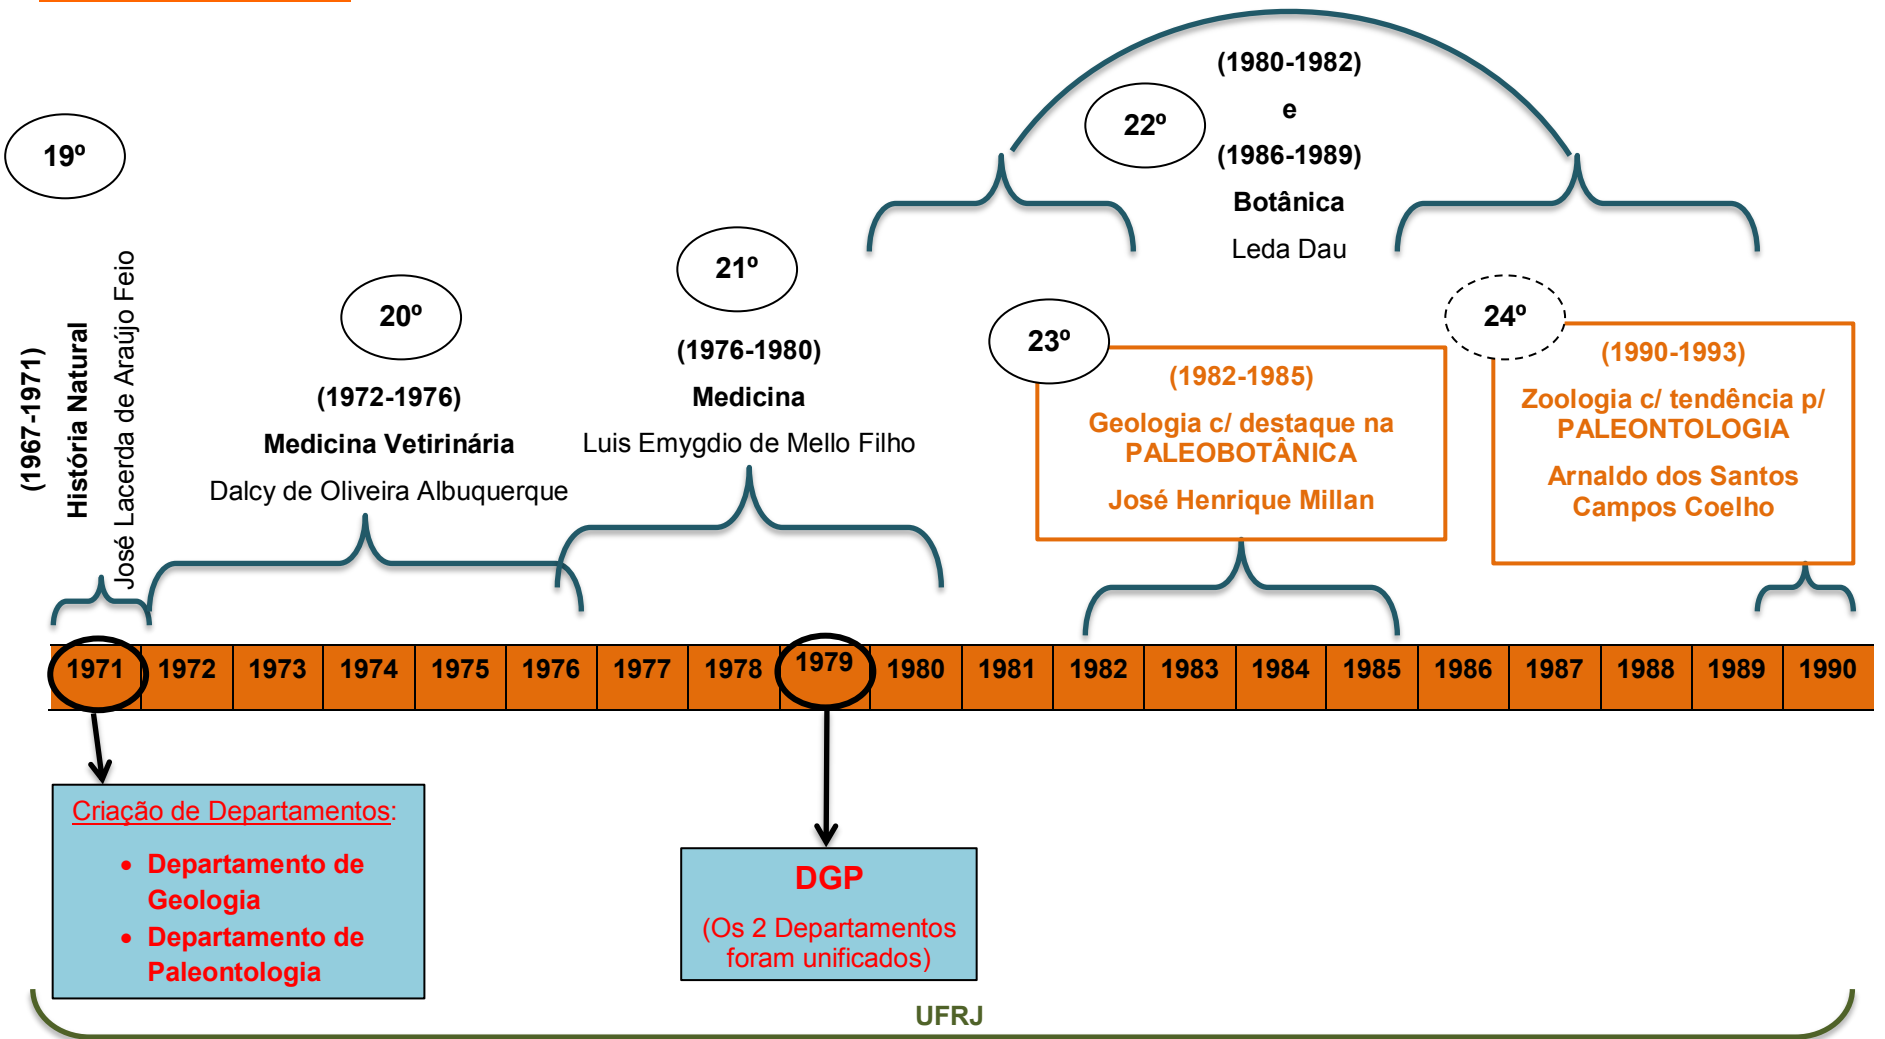 19º
(1967-1971)
História Natural
José Lacerda de Araújo Feio
20º
(1972-1976)
Medicina Vetirinária
Dalcy de Oliveira Albuquerque
21º
(1976-1980)
Medicina
Luis Emygdio de Mello Filho
22º
(1980-1982)
e
(1986-1989)
Botânica
Leda Dau
23º
(1982-1985)
Geologia c/ destaque na
PALEOBOTÂNICA
José Henrique Millan
24º
(1990-1993)
Zoologia c/ tendência p/
PALEONTOLOGIA
Arnaldo dos Santos
Campos Coelho
1971 1972 1973 1974 1975 1976 1977 1978 1979 1980 1981 1982 1983 1984 1985 1986 1987 1988 1989 1990
Criação de Departamentos:
• Departamento de
Geologia
• Departamento de
Paleontologia
DGP
(Os 2 Departamentos
foram unificados)
UFRJ